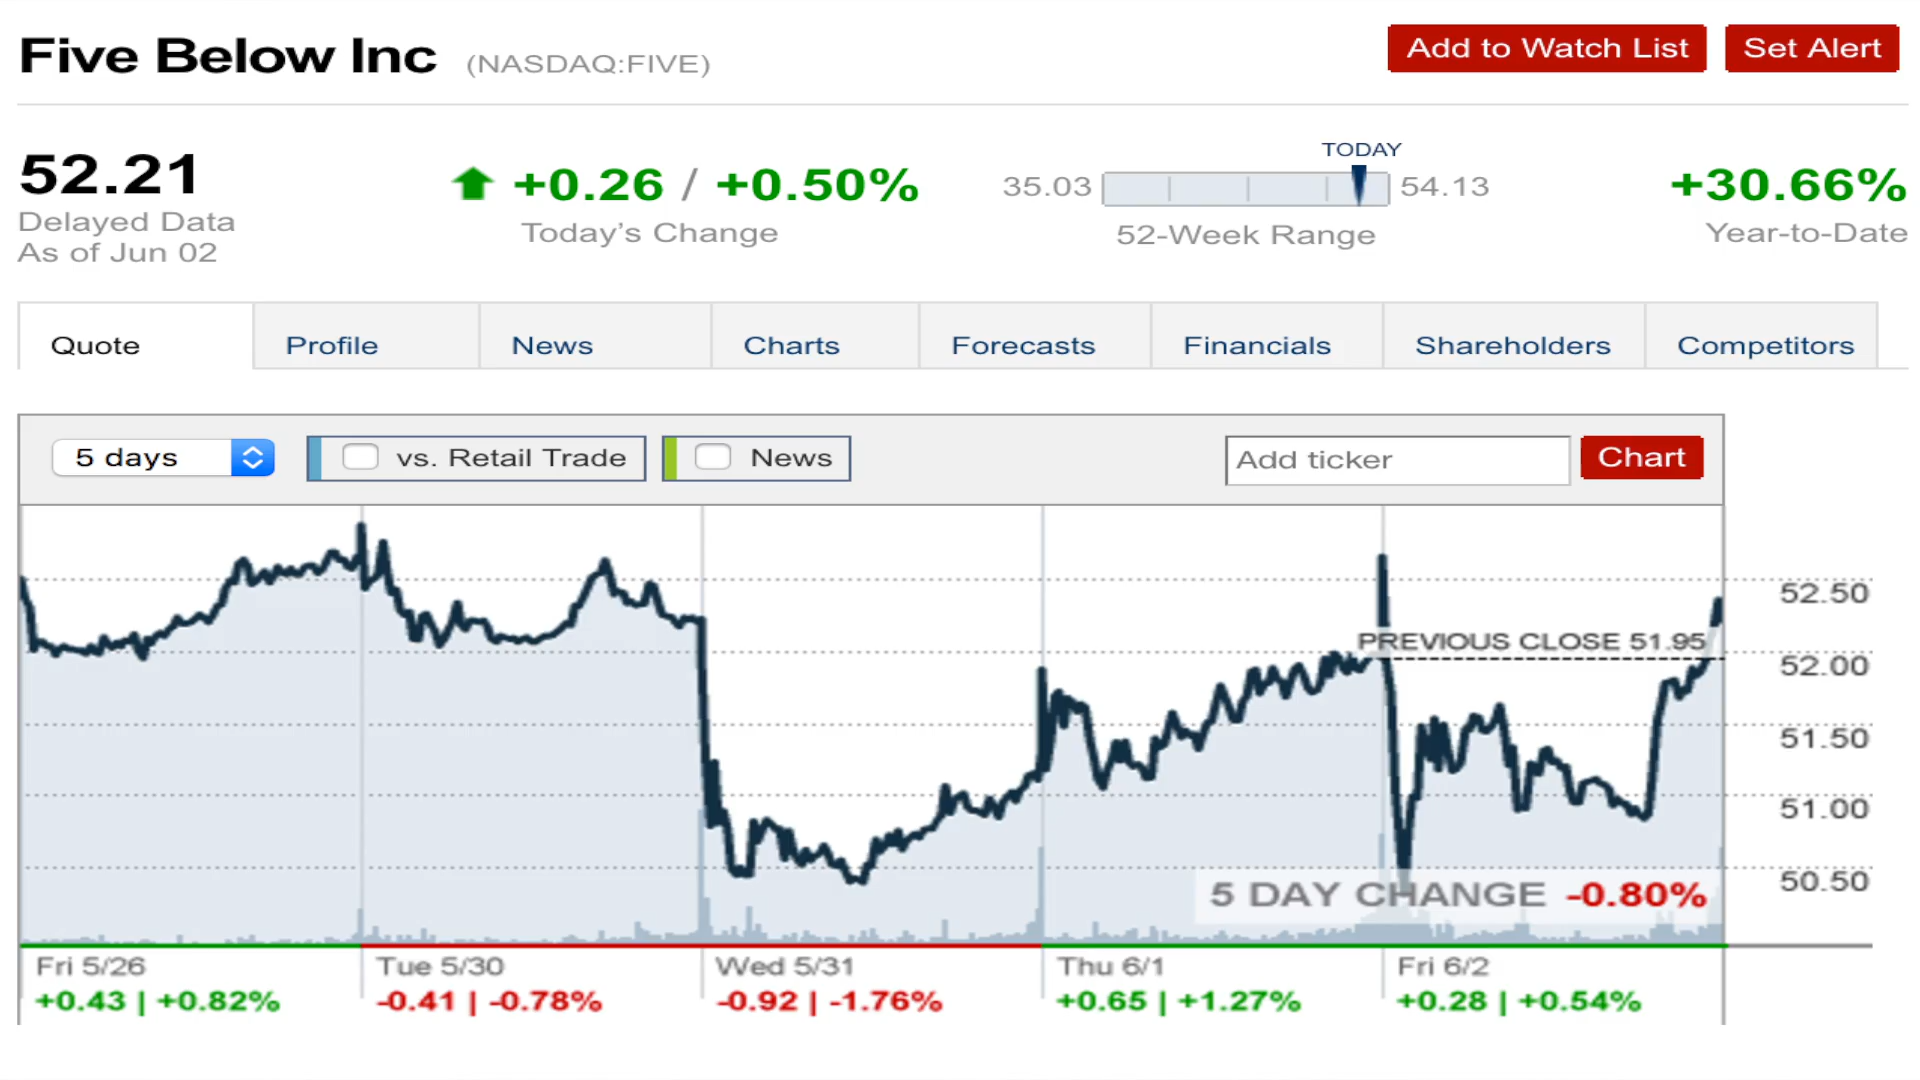 Five Below Inc (NASDAQ:FIVE)
Add to Watch List
Set Alert
52.21
Delayed Data
As of Jun 02
+0.26 / +0.50%
Today's Change
TODAY
35.03
54.13
52-Week Range
+30.66%
Year-to-Date
Quote
Profile
News
Charts
Forecasts
Financials
Shareholders
Competitors
5 days
vs. Retail Trade
News
Add ticker
Chart
52.50
PREVIOUS CLOSE 51.95
52.00
51.50
51.00
50.50
5 DAY CHANGE -0.80%
Fri 5/26
+0.43 | +0.82%
Tue 5/30
-0.41 | -0.78%
Wed 5/31
-0.92 | -1.76%
Thu 6/1
+0.65 | +1.27%
Fri 6/2
+0.28 | +0.54%